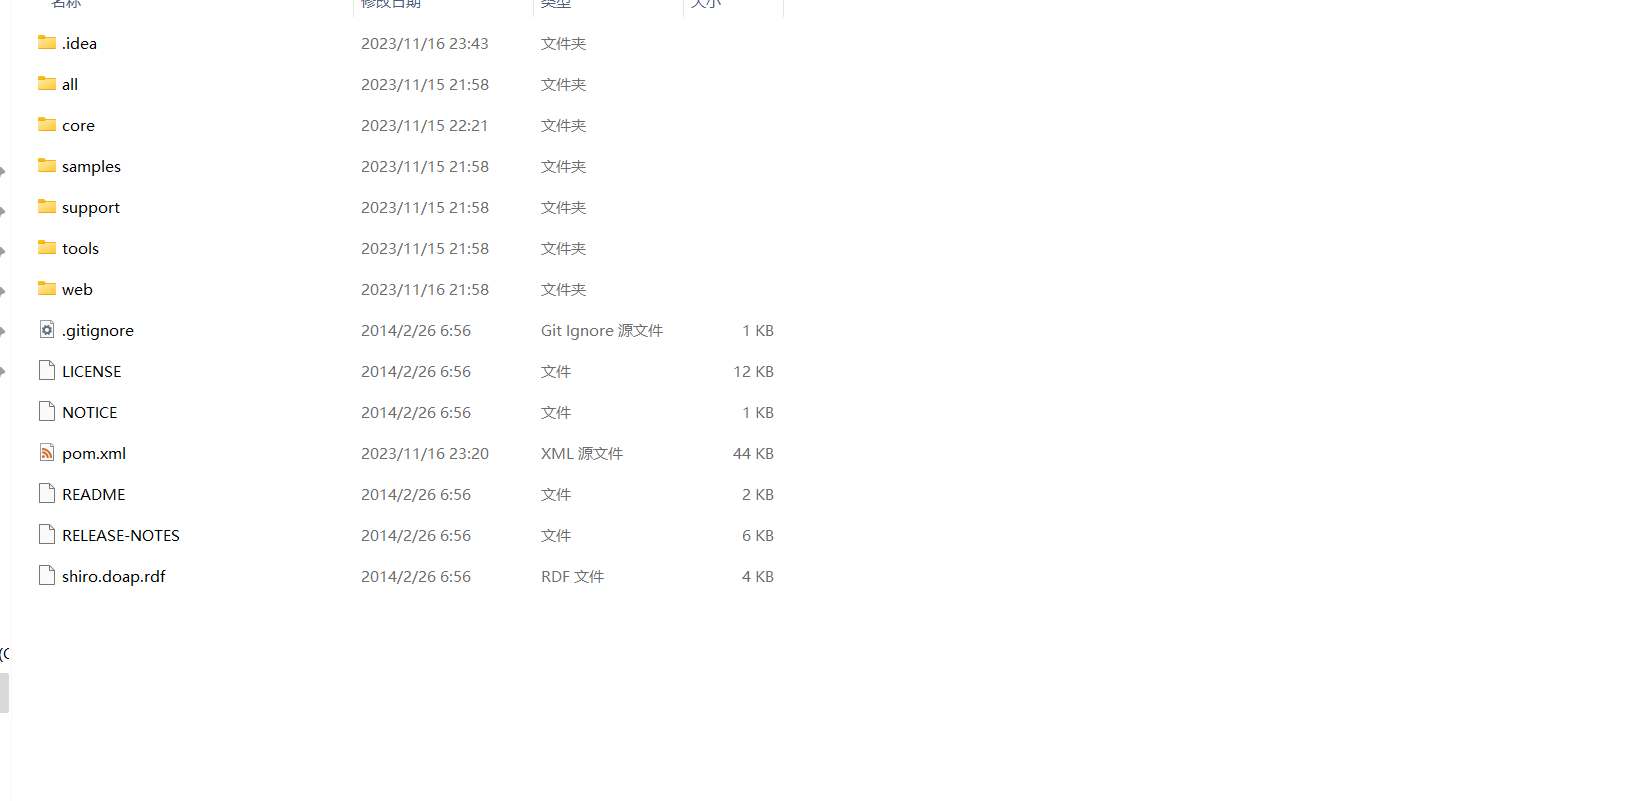 名称 修改日期 类型 大小
.idea 2023/11/16 23:43 文件夹
all 2023/11/15 21:58 文件夹
core 2023/11/15 22:21 文件夹
samples 2023/11/15 21:58 文件夹
support 2023/11/15 21:58 文件夹
tools 2023/11/15 21:58 文件夹
web 2023/11/16 21:58 文件夹
.gitignore 2014/2/26 6:56 Git Ignore 源文件 1 KB
LICENSE 2014/2/26 6:56 文件 12 KB
NOTICE 2014/2/26 6:56 文件 1 KB
pom.xml 2023/11/16 23:20 XML 源文件 44 KB
README 2014/2/26 6:56 文件 2 KB
RELEASE-NOTES 2014/2/26 6:56 文件 6 KB
shiro.doap.rdf 2014/2/26 6:56 RDF 文件 4 KB